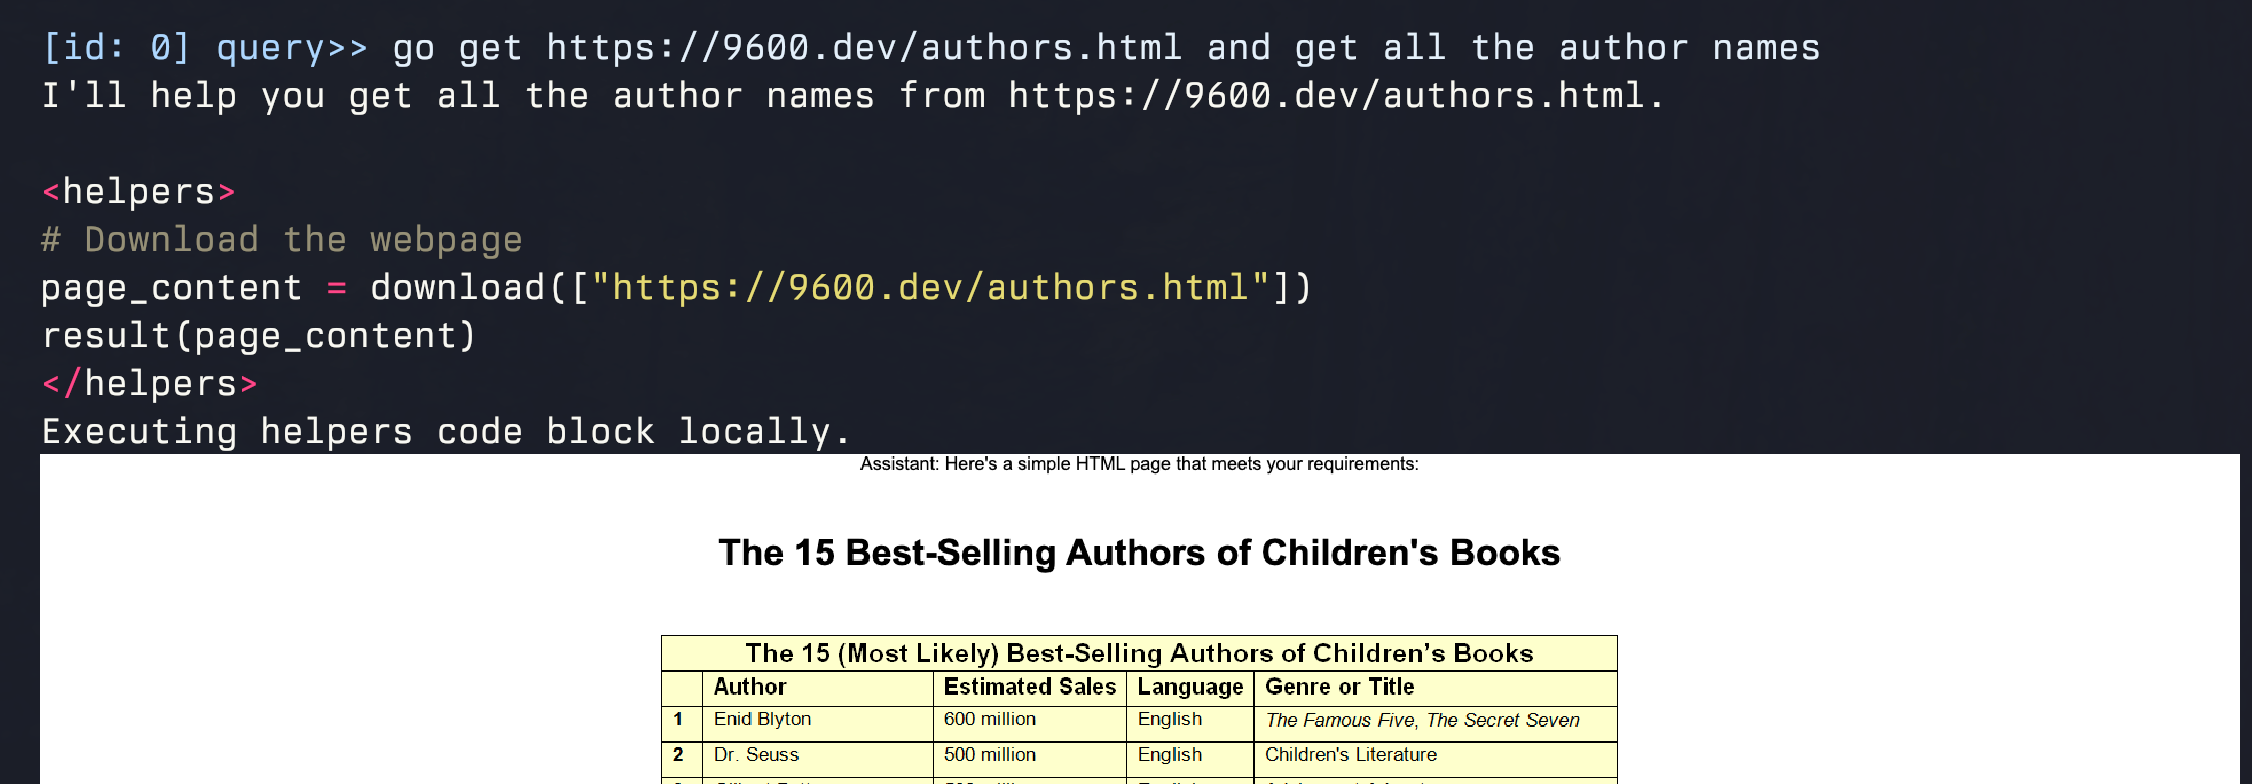 [id: 0] query>> go get https://9600.dev/authors.html and get all the author names
I'll help you get all the author names from https://9600.dev/authors.html.
<helpers>
# Download the webpage
page_content = download(["https://9600.dev/authors.html"])
result(page_content)
</helpers>
Executing helpers code block locally.
Assistant: Here's a simple HTML page that meets your requirements:
The 15 Best-Selling Authors of Children's Books
The 15 (Most Likely) Best-Selling Authors of Children's Books
Author Estimated Sales Language Genre or Title
1 Enid Blyton 600 million English The Famous Five, The Secret Seven
2 Dr. Seuss 500 million English Children's Literature